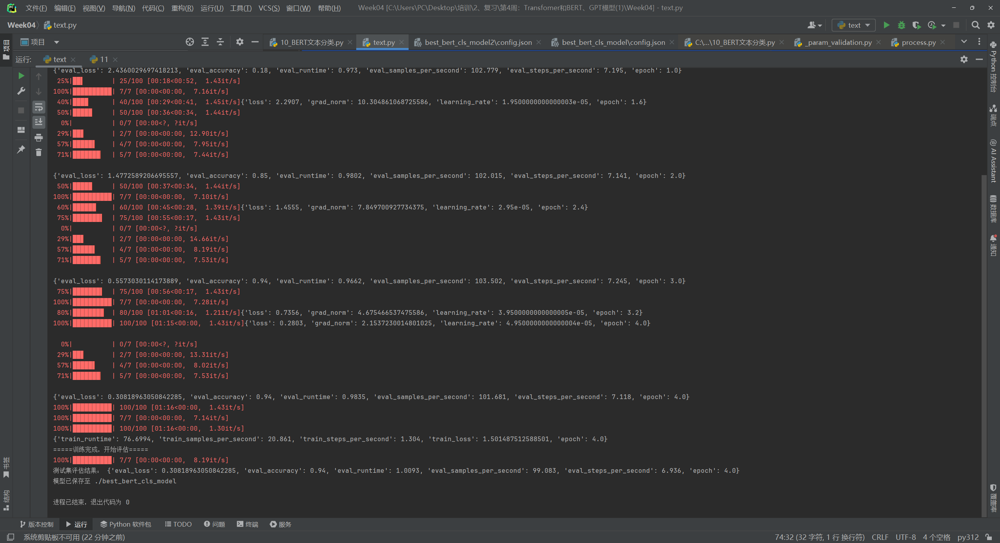 文件(F) 编辑(E) 视图(V) 导航(N) 代码(C) 重构(R) 运行(U) 工具(T) VCS(S) 窗口(W) 帮助(H) Week04 [C:\Users\PC\Desktop\培训\2、复习\第4周：Transfomer和BERT、GPT模型(1)\Week04] - text.py
Week04 text.py text
项目 10_BERT文本分类.py text.py best_bert_cls_model2\config.json best_bert_cls_model\config.json C:\...\10_BERT文本分类.py _param_validation.py process.py
运行: text 11
{'eval_loss': 2.4360029697418213, 'eval_accuracy': 0.18, 'eval_runtime': 0.973, 'eval_samples_per_second': 102.779, 'eval_steps_per_second': 7.195, 'epoch': 1.0}
25%| | 25/100 [00:18<00:52, 1.43it/s]
100%| | 7/7 [00:00<00:00, 7.16it/s]
40%| | 40/100 [00:29<00:41, 1.45it/s]{'loss': 2.2907, 'grad_norm': 10.304861068725586, 'learning_rate': 1.9500000000000003e-05, 'epoch': 1.6}
50%| | 50/100 [00:36<00:34, 1.44it/s]
0%| | 0/7 [00:00<?, ?it/s]
29%| | 2/7 [00:00<00:00, 12.90it/s]
57%| | 4/7 [00:00<00:00, 7.95it/s]
71%| | 5/7 [00:00<00:00, 7.44it/s]
{'eval_loss': 1.4772589206695557, 'eval_accuracy': 0.85, 'eval_runtime': 0.9802, 'eval_samples_per_second': 102.015, 'eval_steps_per_second': 7.141, 'epoch': 2.0}
50%| | 50/100 [00:37<00:34, 1.44it/s]
100%| | 7/7 [00:00<00:00, 7.10it/s]
60%| | 60/100 [00:45<00:28, 1.39it/s]{'loss': 1.4555, 'grad_norm': 7.849700927734375, 'learning_rate': 2.95e-05, 'epoch': 2.4}
75%| | 75/100 [00:55<00:17, 1.43it/s]
0%| | 0/7 [00:00<?, ?it/s]
29%| | 2/7 [00:00<00:00, 14.66it/s]
57%| | 4/7 [00:00<00:00, 8.19it/s]
71%| | 5/7 [00:00<00:00, 7.53it/s]
{'eval_loss': 0.5573030114173889, 'eval_accuracy': 0.94, 'eval_runtime': 0.9662, 'eval_samples_per_second': 103.502, 'eval_steps_per_second': 7.245, 'epoch': 3.0}
75%| | 75/100 [00:56<00:17, 1.43it/s]
100%| | 7/7 [00:00<00:00, 7.28it/s]
80%| | 80/100 [01:01<00:16, 1.21it/s]{'loss': 0.7356, 'grad_norm': 4.675466537475586, 'learning_rate': 3.9500000000000005e-05, 'epoch': 3.2}
100%| | 100/100 [01:15<00:00, 1.43it/s]{'loss': 0.2803, 'grad_norm': 2.1537230014801025, 'learning_rate': 4.9500000000000004e-05, 'epoch': 4.0}
0%| | 0/7 [00:00<?, ?it/s]
29%| | 2/7 [00:00<00:00, 13.31it/s]
57%| | 4/7 [00:00<00:00, 8.02it/s]
71%| | 5/7 [00:00<00:00, 7.53it/s]
{'eval_loss': 0.30818963050842285, 'eval_accuracy': 0.94, 'eval_runtime': 0.9835, 'eval_samples_per_second': 101.681, 'eval_steps_per_second': 7.118, 'epoch': 4.0}
100%| | 100/100 [01:16<00:00, 1.43it/s]
100%| | 7/7 [00:00<00:00, 7.14it/s]
100%| | 100/100 [01:16<00:00, 1.30it/s]
{'train_runtime': 76.6994, 'train_samples_per_second': 20.861, 'train_steps_per_second': 1.304, 'train_loss': 1.501487512588501, 'epoch': 4.0}
=====训练完成，开始评估=====
100%| | 7/7 [00:00<00:00, 8.19it/s]
测试集评估结果： {'eval_loss': 0.30818963050842285, 'eval_accuracy': 0.94, 'eval_runtime': 1.0093, 'eval_samples_per_second': 99.083, 'eval_steps_per_second': 6.936, 'epoch': 4.0}
模型已保存至 ./best_bert_cls_model
进程已结束，退出代码为 0
项目
书签
结构
Python 控制台
端点
AI Assistant
数据库
通知
覆盖率
版本控制 运行 Python 软件包 TODO 问题 终端 服务
系统剪贴板不可用 (22 分钟之前) 74:32 (32 字符, 1 行 换行符) CRLF UTF-8 4 个空格 py312